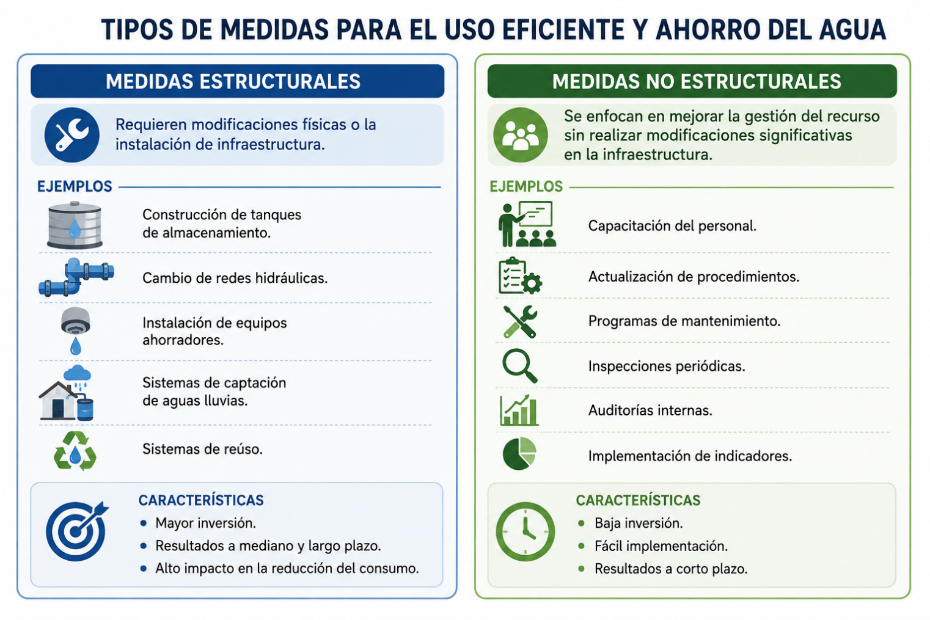 TIPOS DE MEDIDAS PARA EL USO EFICIENTE Y AHORRO DEL AGUA
MEDIDAS ESTRUCTURALES
Requieren modificaciones físicas o la
instalación de infraestructura.
EJEMPLOS
Construcción de tanques
de almacenamiento.
Cambio de redes hidráulicas.
Instalación de equipos
ahorradores.
Sistemas de captación
de aguas lluvias.
Sistemas de reúso.
CARACTERÍSTICAS
• Mayor inversión.
• Resultados a mediano y largo plazo.
• Alto impacto en la reducción del consumo.
MEDIDAS NO ESTRUCTURALES
Se enfocan en mejorar la gestión del recurso
sin realizar modificaciones significativas
en la infraestructura.
EJEMPLOS
Capacitación del personal.
Actualización de procedimientos.
Programas de mantenimiento.
Inspecciones periódicas.
Auditorías internas.
Implementación de indicadores.
CARACTERÍSTICAS
• Baja inversión.
• Fácil implementación.
• Resultados a corto plazo.